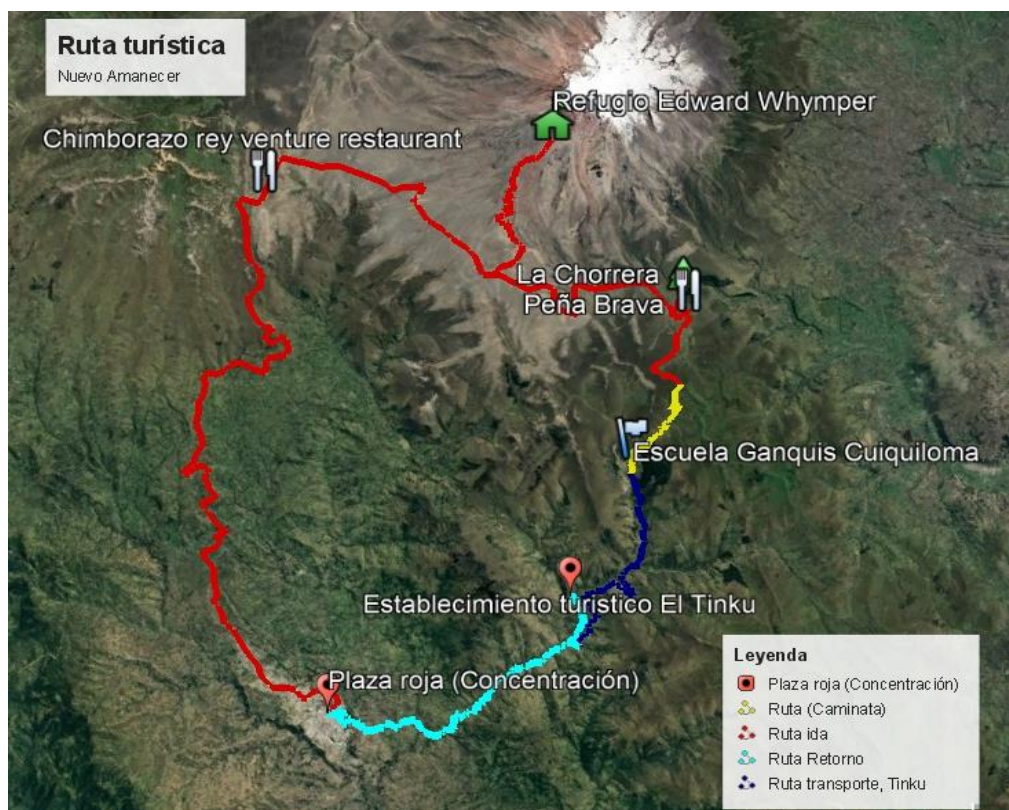 Ruta turística
Nuevo Amanecer
Refugio Edward Whymper
Chimborazo rey venture restaurant
La Chorrera
Peña Brava
Escuela Ganquis Cuiquiloma
Establecimiento turistico El Tinku
Plaza roja (Concentración)
Leyenda
Plaza roja (Concentración)
Ruta (Caminata)
Ruta ida
Ruta Retorno
Ruta transporte, Tinku